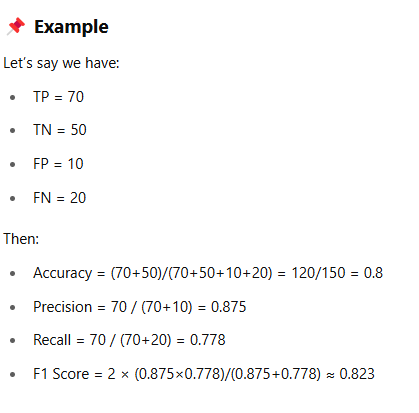 📌 Example
Let's say we have:
• TP = 70
• TN = 50
• FP = 10
• FN = 20
Then:
• Accuracy = (70+50)/(70+50+10+20) = 120/150 = 0.8
• Precision = 70 / (70+10) = 0.875
• Recall = 70 / (70+20) = 0.778
• F1 Score = 2 × (0.875×0.778)/(0.875+0.778) ≈ 0.823